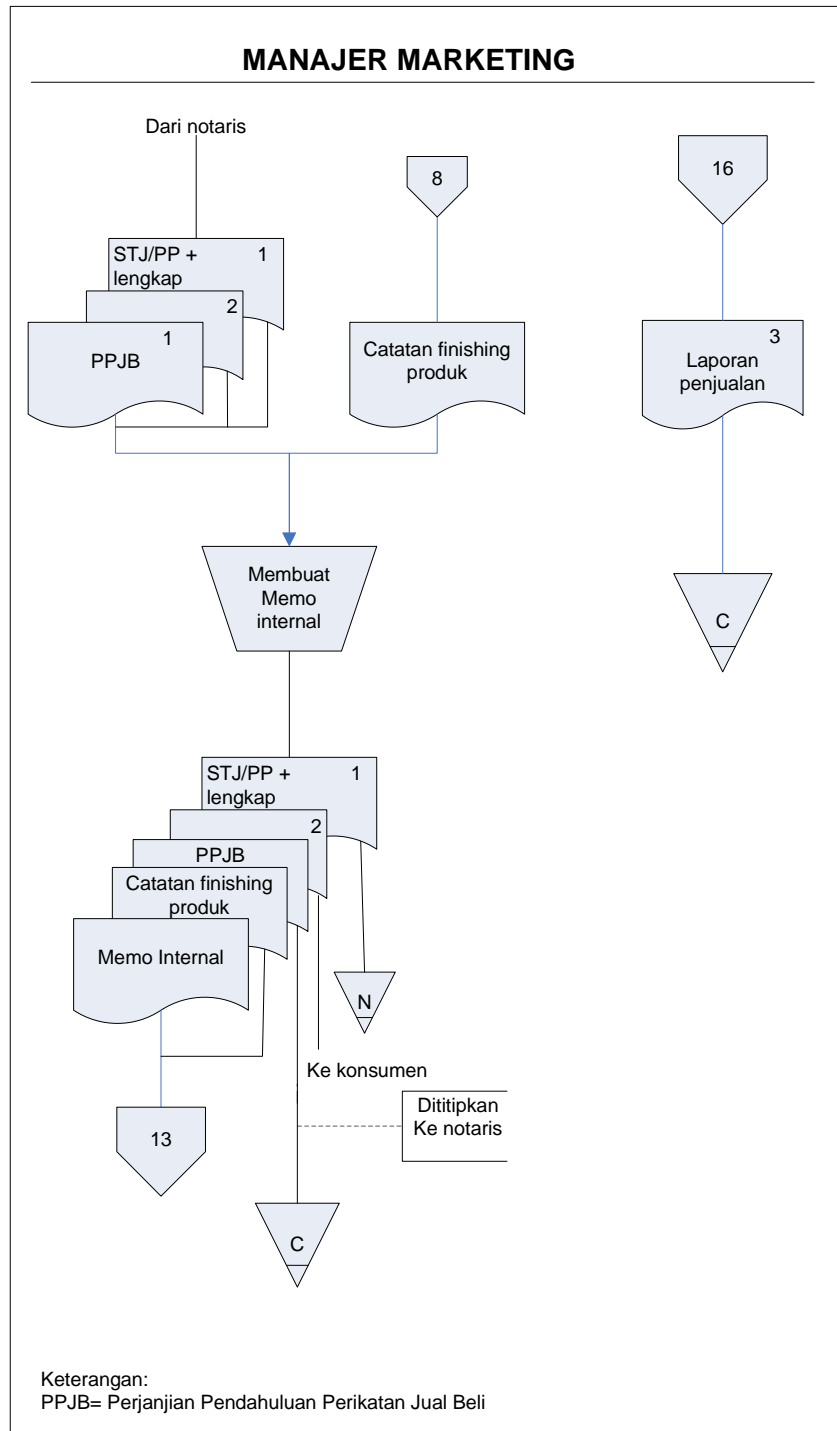 MANAJER MARKETING
Dari notaris
8
16
STJ/PP + 1
lengkap
2
1
PPJB
Catatan finishing
produk
3
Laporan
penjualan
Membuat
Memo
internal
C
STJ/PP + 1
lengkap
2
PPJB
Catatan finishing
produk
Memo Internal
N
Ke konsumen
Dititipkan
Ke notaris
13
C
Keterangan:
PPJB= Perjanjian Pendahuluan Perikatan Jual Beli